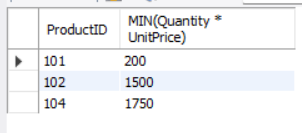 ProductID MIN(Quantity *
UnitPrice)
101 200
102 1500
104 1750